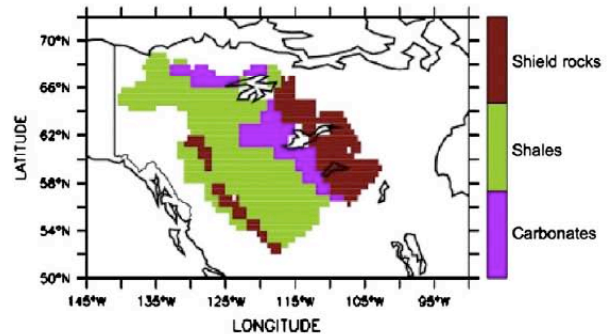 70°N
66°N
62°N
58°N
54°N
50°N
LATITUDE
145°W 135°W 125°W 115°W 105°W 95°W
LONGITUDE
Shield rocks
Shales
Carbonates